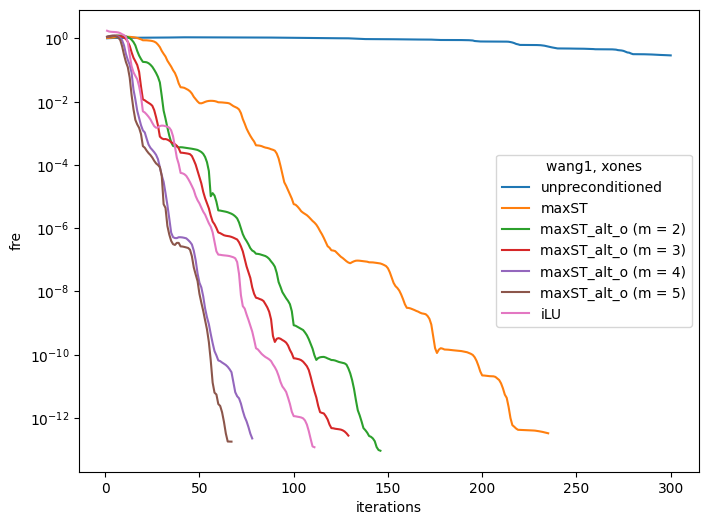 10^0
10^−2
10^−4
10^−6
10^−8
10^−10
10^−12
fre
wang1, xones
unpreconditioned
maxST
maxST_alt_o (m = 2)
maxST_alt_o (m = 3)
maxST_alt_o (m = 4)
maxST_alt_o (m = 5)
iLU
0 50 100 150 200 250 300
iterations